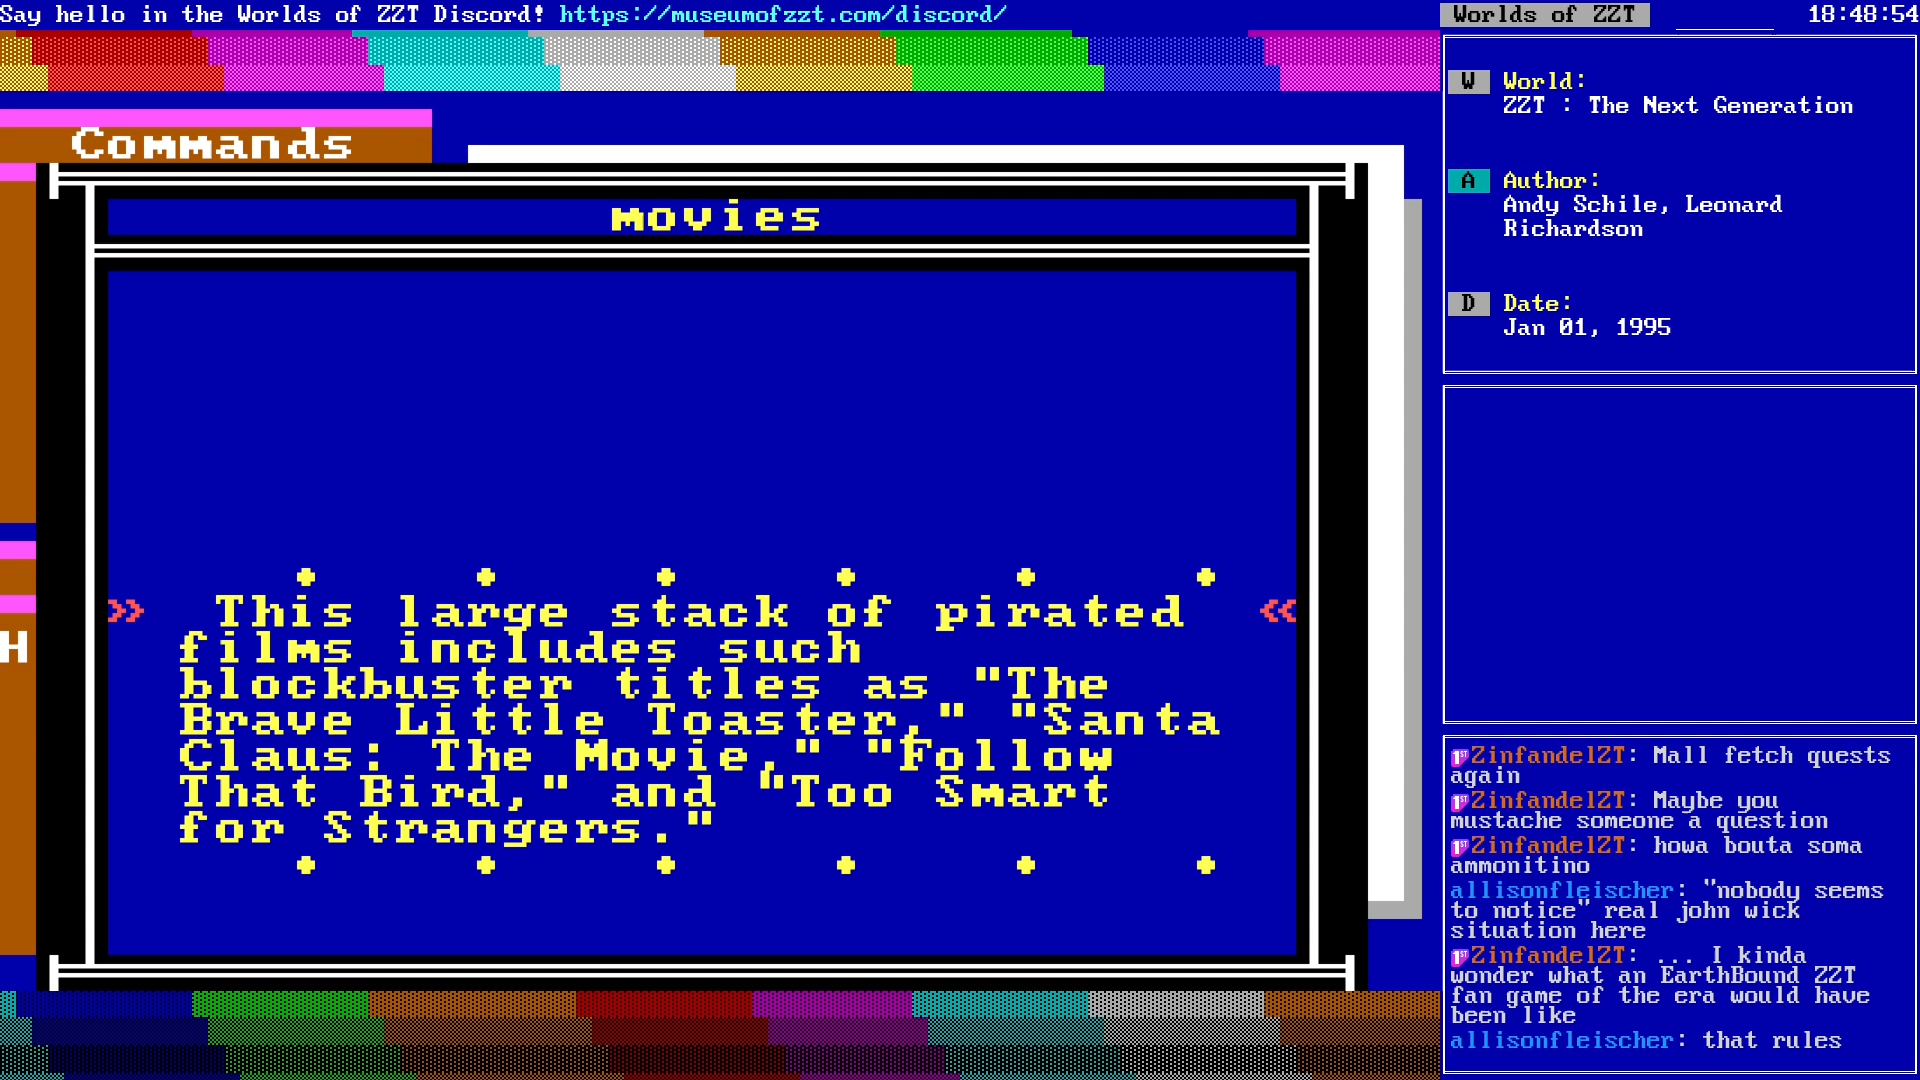 Say hello in the Worlds of ZZT Discord! https://museumofzzt.com/discord/
Worlds of ZZT
18:48:54
Commands
movies
H
» This large stack of pirated «
films includes such
blockbuster titles as "The
Brave Little Toaster," "Santa
Claus: The Movie," "Follow
That Bird," and "Too Smart
for Strangers."
W World:
ZZT : The Next Generation
A Author:
Andy Schile, Leonard
Richardson
D Date:
Jan 01, 1995
1ST ZinfandelZT: Mall fetch quests
again
1ST ZinfandelZT: Maybe you
mustache someone a question
1ST ZinfandelZT: howa bouta soma
ammonitino
allisonfleischer: "nobody seems
to notice" real john wick
situation here
1ST ZinfandelZT: ... I kinda
wonder what an EarthBound ZZT
fan game of the era would have
been like
allisonfleischer: that rules